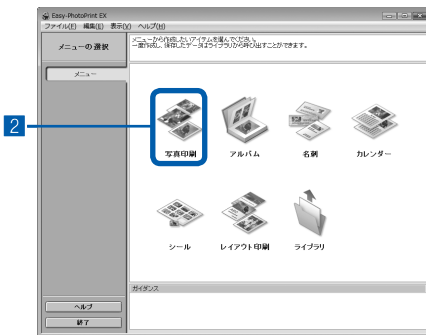 Easy-PhotoPrint EX
ファイル(F) 編集(E) 表示(V) ヘルプ(H)
メニューの選択
メニューから作成したいアイテムを選んでください。
一度作成し、保存したデータはライブラリから呼び出すことができます。
メニュー
2
写真印刷
アルバム
名刺
カレンダー
シール
レイアウト印刷
ライブラリ
ガイダンス
ヘルプ
終了